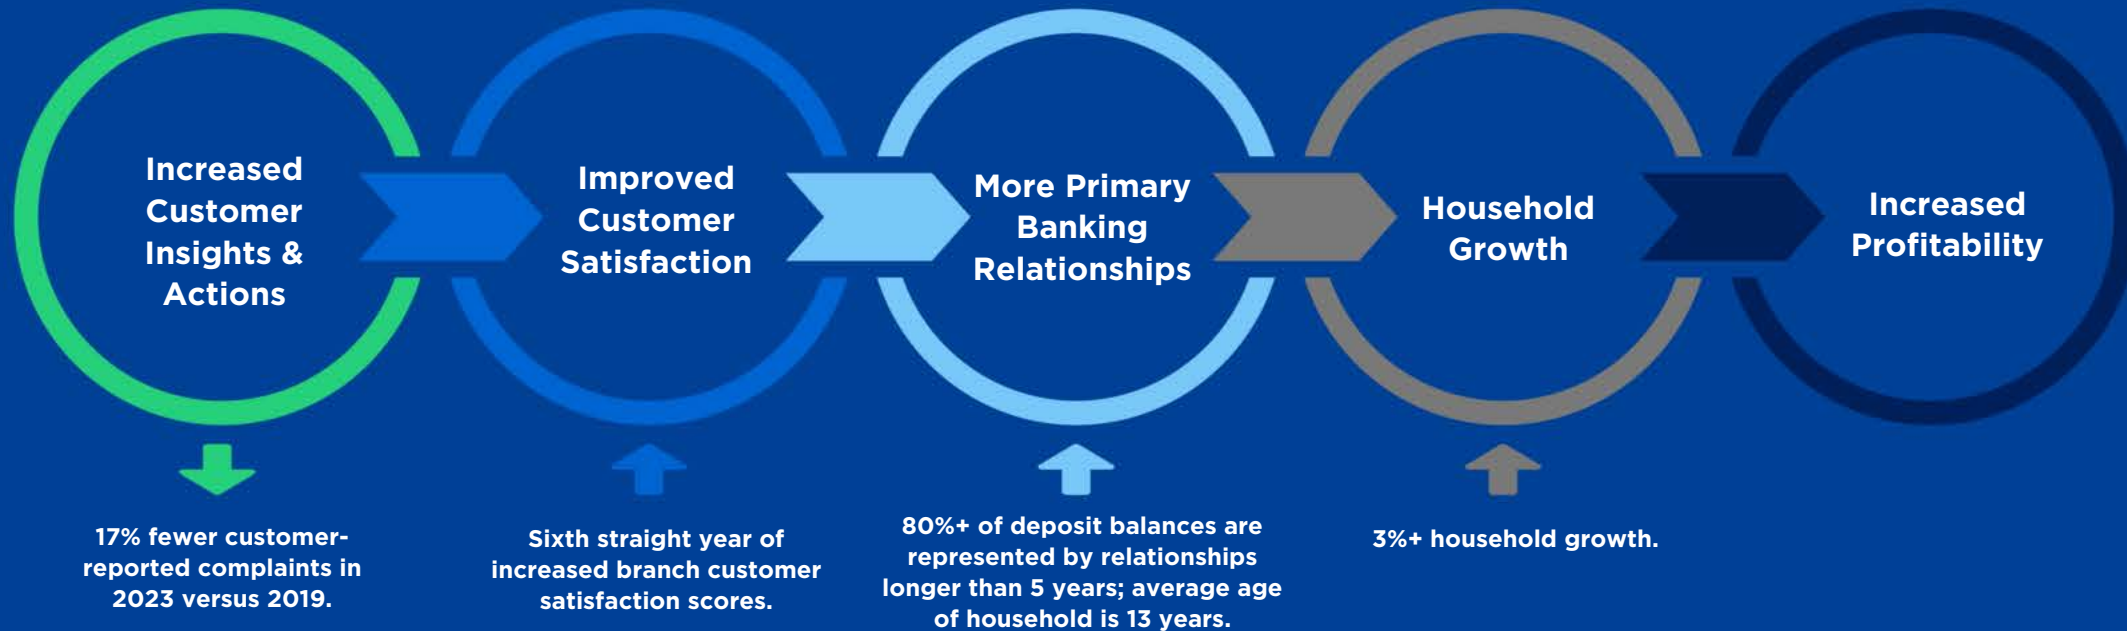 Increased
Customer
Insights &
Actions
Improved
Customer
Satisfaction
More Primary
Banking
Relationships
Household
Growth
Increased
Profitability
17% fewer customer-
reported complaints in
2023 versus 2019.
Sixth straight year of
increased branch customer
satisfaction scores.
80%+ of deposit balances are
represented by relationships
longer than 5 years; average age
of household is 13 years.
3%+ household growth.